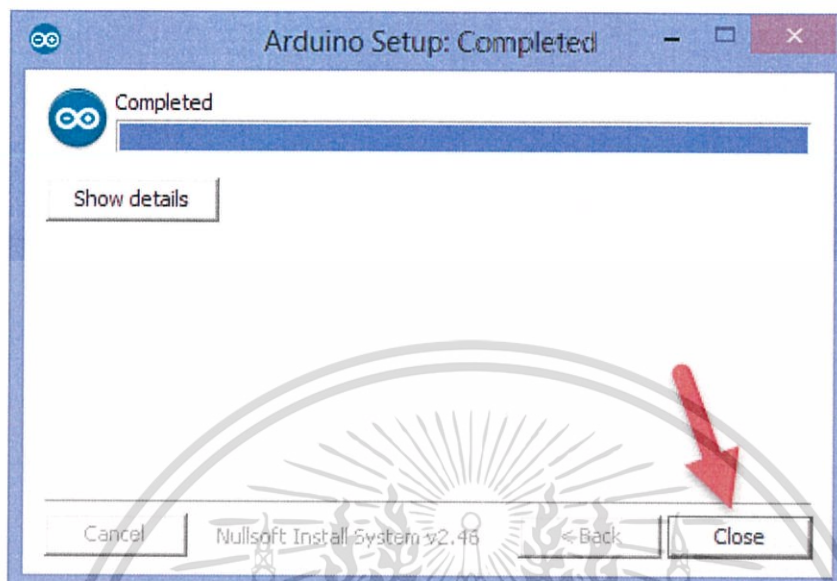 Arduino Setup: Completed
Completed
Show details
Cancel
Nullsoft Install System v2.46
< Back
Close